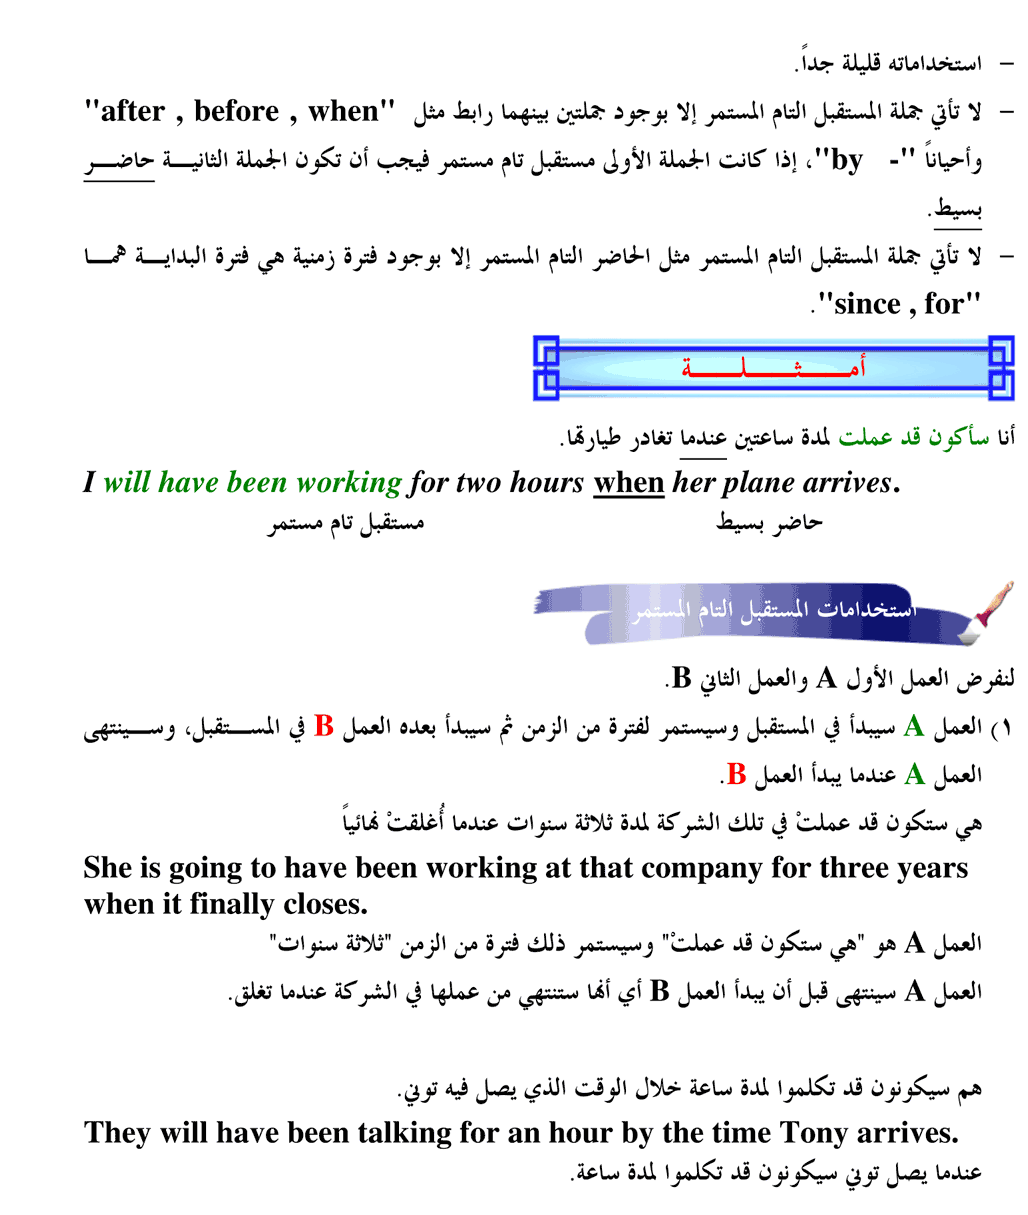 – استخداماته قليلة جداً.
– لا تأتي جملة المستقبل التام المستمر إلا بوجود جملتين بينهما رابط مثل "after , before , when"
وأحياناً "by -"، إذا كانت الجملة الأولى مستقبل تام مستمر فيجب أن تكون الجملة الثانيـــة حاضـــر
بسيط.
– لا تأتي جملة المستقبل التام المستمر مثل الحاضر التام المستمر إلا بوجود فترة زمنية هي فترة البدايـــة همـــا
"since , for".
أمـــثـــلـــة
أنا سأكون قد عملت لمدة ساعتين عندما تغادر طيارتها.
I will have been working for two hours when her plane arrives.
حاضر بسيط مستقبل تام مستمر
استخدامات المستقبل التام المستمر
لنفرض العمل الأول A والعمل الثاني B.
١) العمل A سيبدأ في المستقبل وسيستمر لفترة من الزمن ثم سيبدأ بعده العمل B في المســـتقبل، وســـينتهى
العمل A عندما يبدأ العمل B.
هي ستكون قد عملتْ في تلك الشركة لمدة ثلاثة سنوات عندما أُغلقتْ نهائياً
She is going to have been working at that company for three years
when it finally closes.
العمل A هو "هي ستكون قد عملتْ" وسيستمر ذلك فترة من الزمن "ثلاثة سنوات"
العمل A سينتهى قبل أن يبدأ العمل B أي أنها ستنتهي من عملها في الشركة عندما تغلق.
هم سيكونون قد تكلموا لمدة ساعة خلال الوقت الذي يصل فيه توني.
They will have been talking for an hour by the time Tony arrives.
عندما يصل توني سيكونون قد تكلموا لمدة ساعة.